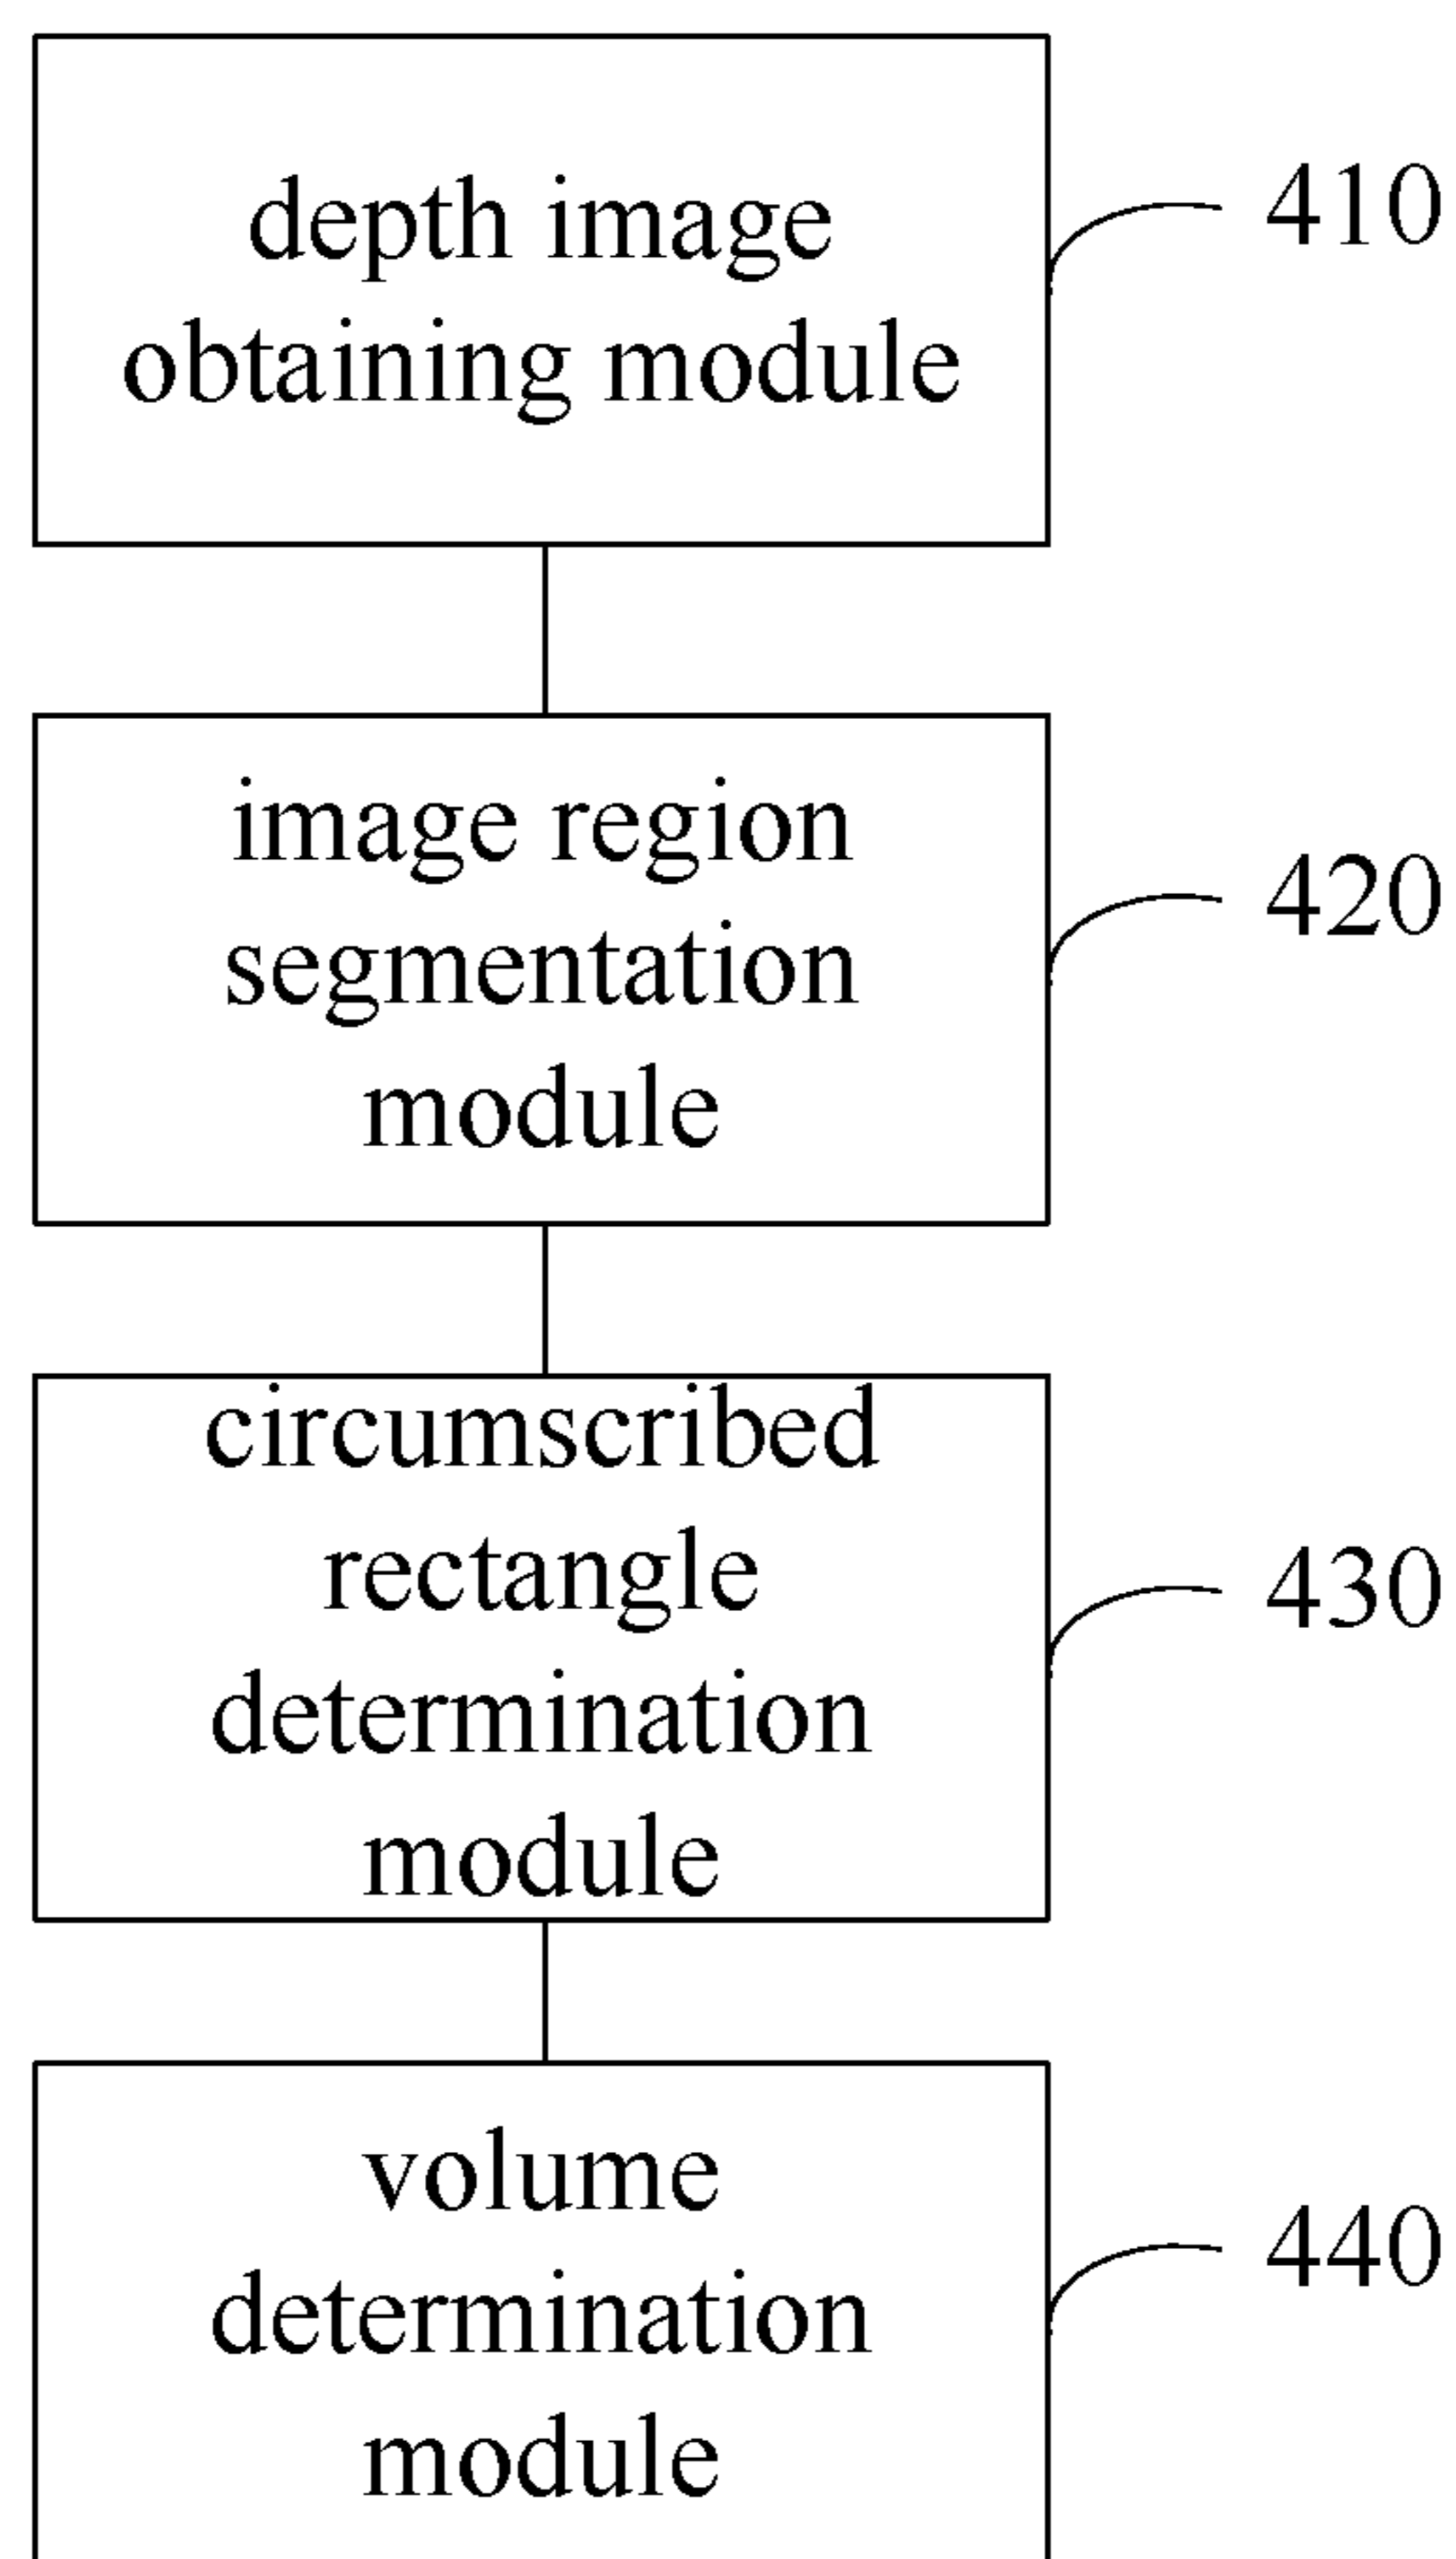 depth image
obtaining module
410
image region
segmentation
module
420
circumscribed
rectangle
determination
module
430
volume
determination
module
440